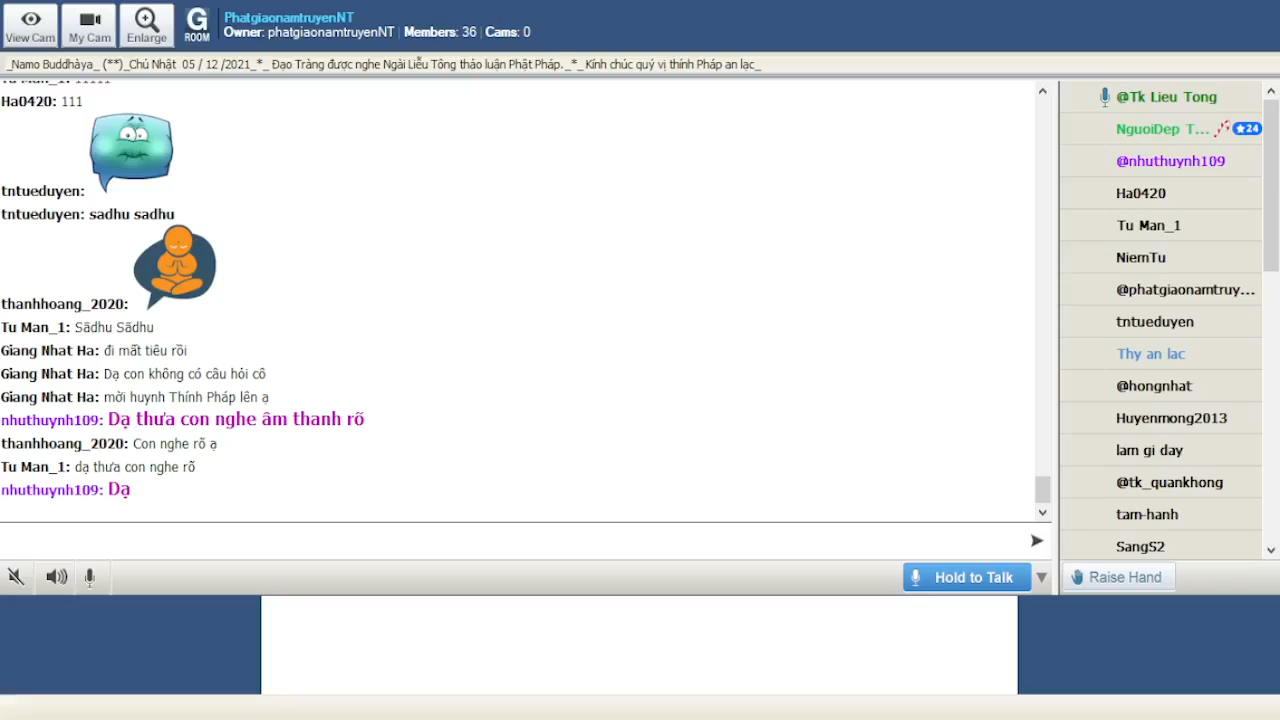 View Cam
My Cam
Enlarge
G
ROOM
PhatgiaonamtruyenNT
Owner: phatgiaonamtruyenNT | Members: 36 | Cams: 0
_Namo Buddhàya_ (**)_Chủ Nhật 05 / 12 /2021_*_ Đạo Tràng được nghe Ngài Liễu Tông thảo luận Phật Pháp._*_Kính chúc quý vị thính Pháp an lạc_
Tu Man_1: 11111
Ha0420: 111
tntueduyen:
tntueduyen: sadhu sadhu
thanhhoang_2020:
Tu Man_1: Sādhu Sādhu
Giang Nhat Ha: đi mất tiêu rồi
Giang Nhat Ha: Dạ con không có câu hỏi cô
Giang Nhat Ha: mời huynh Thính Pháp lên ạ
nhuthuynh109: Dạ thưa con nghe âm thanh rõ
thanhhoang_2020: Con nghe rõ ạ
Tu Man_1: dạ thưa con nghe rõ
nhuthuynh109: Dạ
Hold to Talk
@Tk Lieu Tong
NguoiDep T... 24
@nhuthuynh109
Ha0420
Tu Man_1
NiemTu
@phatgiaonamtruy...
tntueduyen
Thy an lac
@hongnhat
Huyenmong2013
lam gi day
@tk_quankhong
tam-hanh
SangS2
Raise Hand